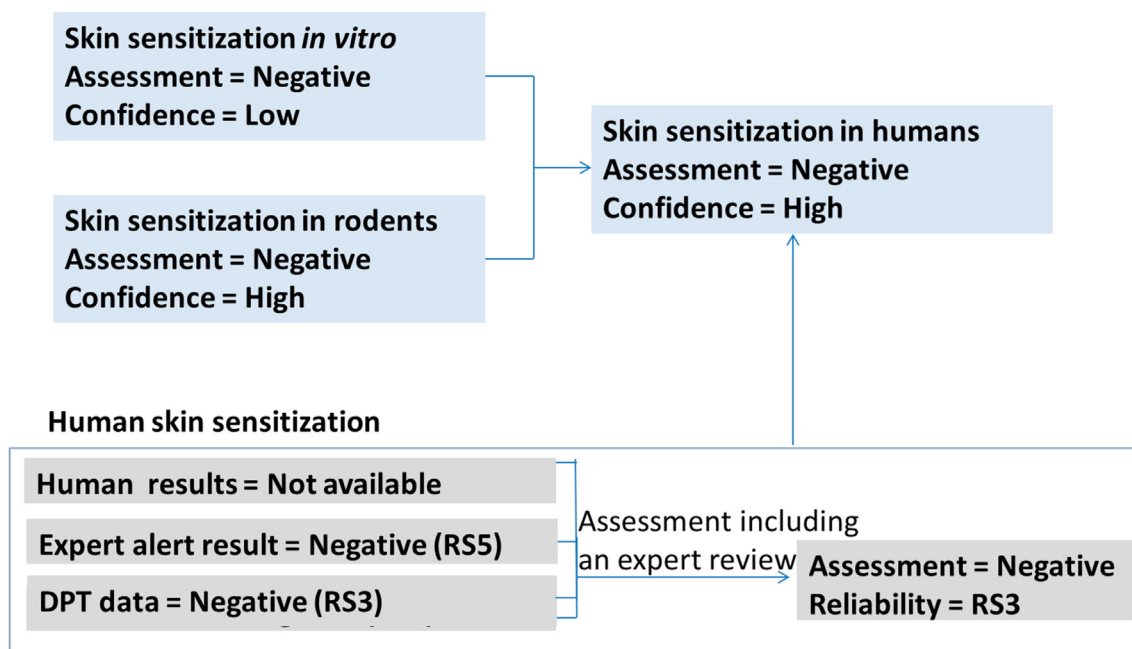 Skin sensitization in vitro
Assessment = Negative
Confidence = Low
Skin sensitization in humans
Assessment = Negative
Confidence = High
Skin sensitization in rodents
Assessment = Negative
Confidence = High
Human skin sensitization
Human results = Not available
Expert alert result = Negative (RS5)
DPT data = Negative (RS3)
Assessment including
an expert review
Assessment = Negative
Reliability = RS3